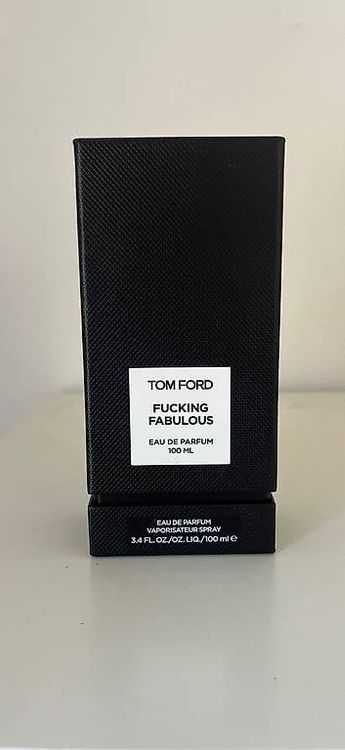 TOM FORD
FUCKING
FABULOUS
EAU DE PARFUM
100 ML
EAU DE PARFUM
VAPORISATEUR SPRAY
3.4 FL. OZ./OZ. LIQ./100 ml ℮